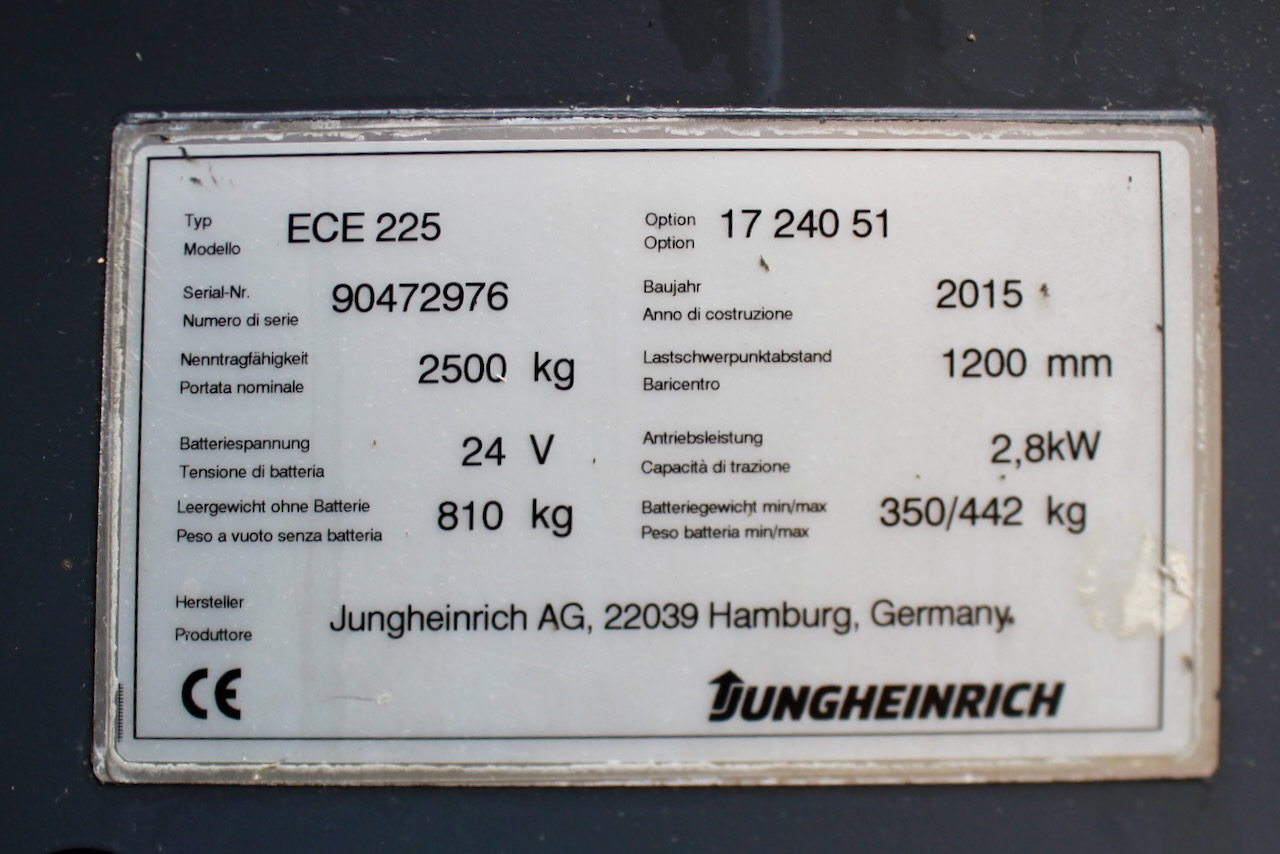 Typ ECE 225 Option 17 240 51
Modello Option
Serial-Nr. 90472976 Baujahr 2015
Numero di serie Anno di costruzione
Nenntragfähigkeit 2500 kg Lastschwerpunktabstand 1200 mm
Portata nominale Baricentro
Batteriespannung 24 V Antriebsleistung 2,8kW
Tensione di batteria Capacità di trazione
Leergewicht ohne Batterie 810 kg Batteriegewicht min/max 350/442 kg
Peso a vuoto senza batteria Peso batteria min/max
Hersteller Jungheinrich AG, 22039 Hamburg, Germany.
Produttore
CE JUNGHEINRICH